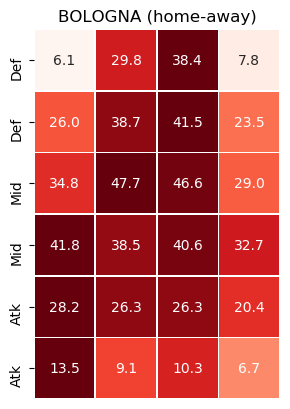 BOLOGNA (home-away)
Def 6.1 29.8 38.4 7.8
Def 26.0 38.7 41.5 23.5
Mid 34.8 47.7 46.6 29.0
Mid 41.8 38.5 40.6 32.7
Atk 28.2 26.3 26.3 20.4
Atk 13.5 9.1 10.3 6.7